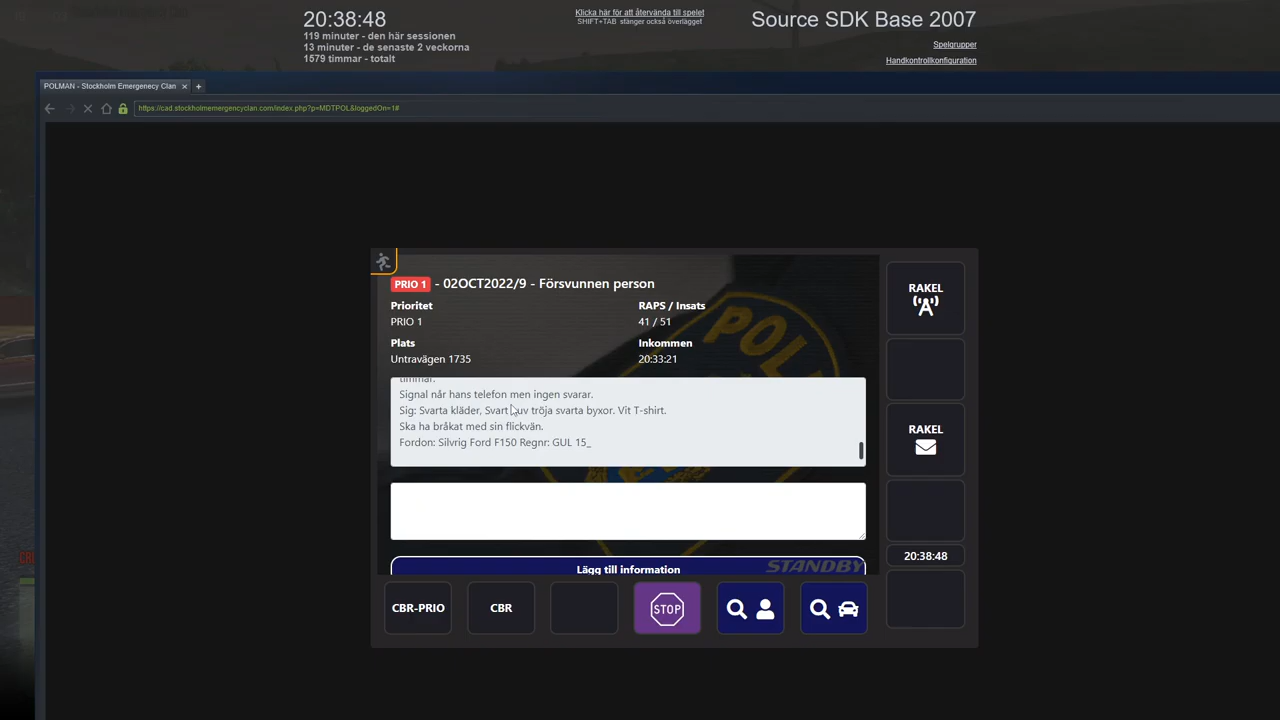 20:38:48
119 minuter - den här sessionen
13 minuter - de senaste 2 veckorna
1579 timmar - totalt
Klicka här för att återvända till spelet
SHIFT+TAB stänger också överlägget
Source SDK Base 2007
Spelgrupper
Handkontrollkonfiguration
POLMAN - Stockholm Emergenecy Clan
https://cad.stockholmemergencyclan.com/index.php?p=MDTPOL&loggedOn=1#
PRIO 1 - 02OCT2022/9 - Försvunnen person
Prioritet
PRIO 1
RAPS / Insats
41 / 51
Plats
Untravägen 1735
Inkommen
20:33:21
timmar.
Signal når hans telefon men ingen svarar.
Sig: Svarta kläder, Svart luv tröja svarta byxor. Vit T-shirt.
Ska ha bråkat med sin flickvän.
Fordon: Silvrig Ford F150 Regnr: GUL 15_
Lägg till information
STANDBY
CBR-PRIO
CBR
STOP
RAKEL
RAKEL
20:38:48
POLIS